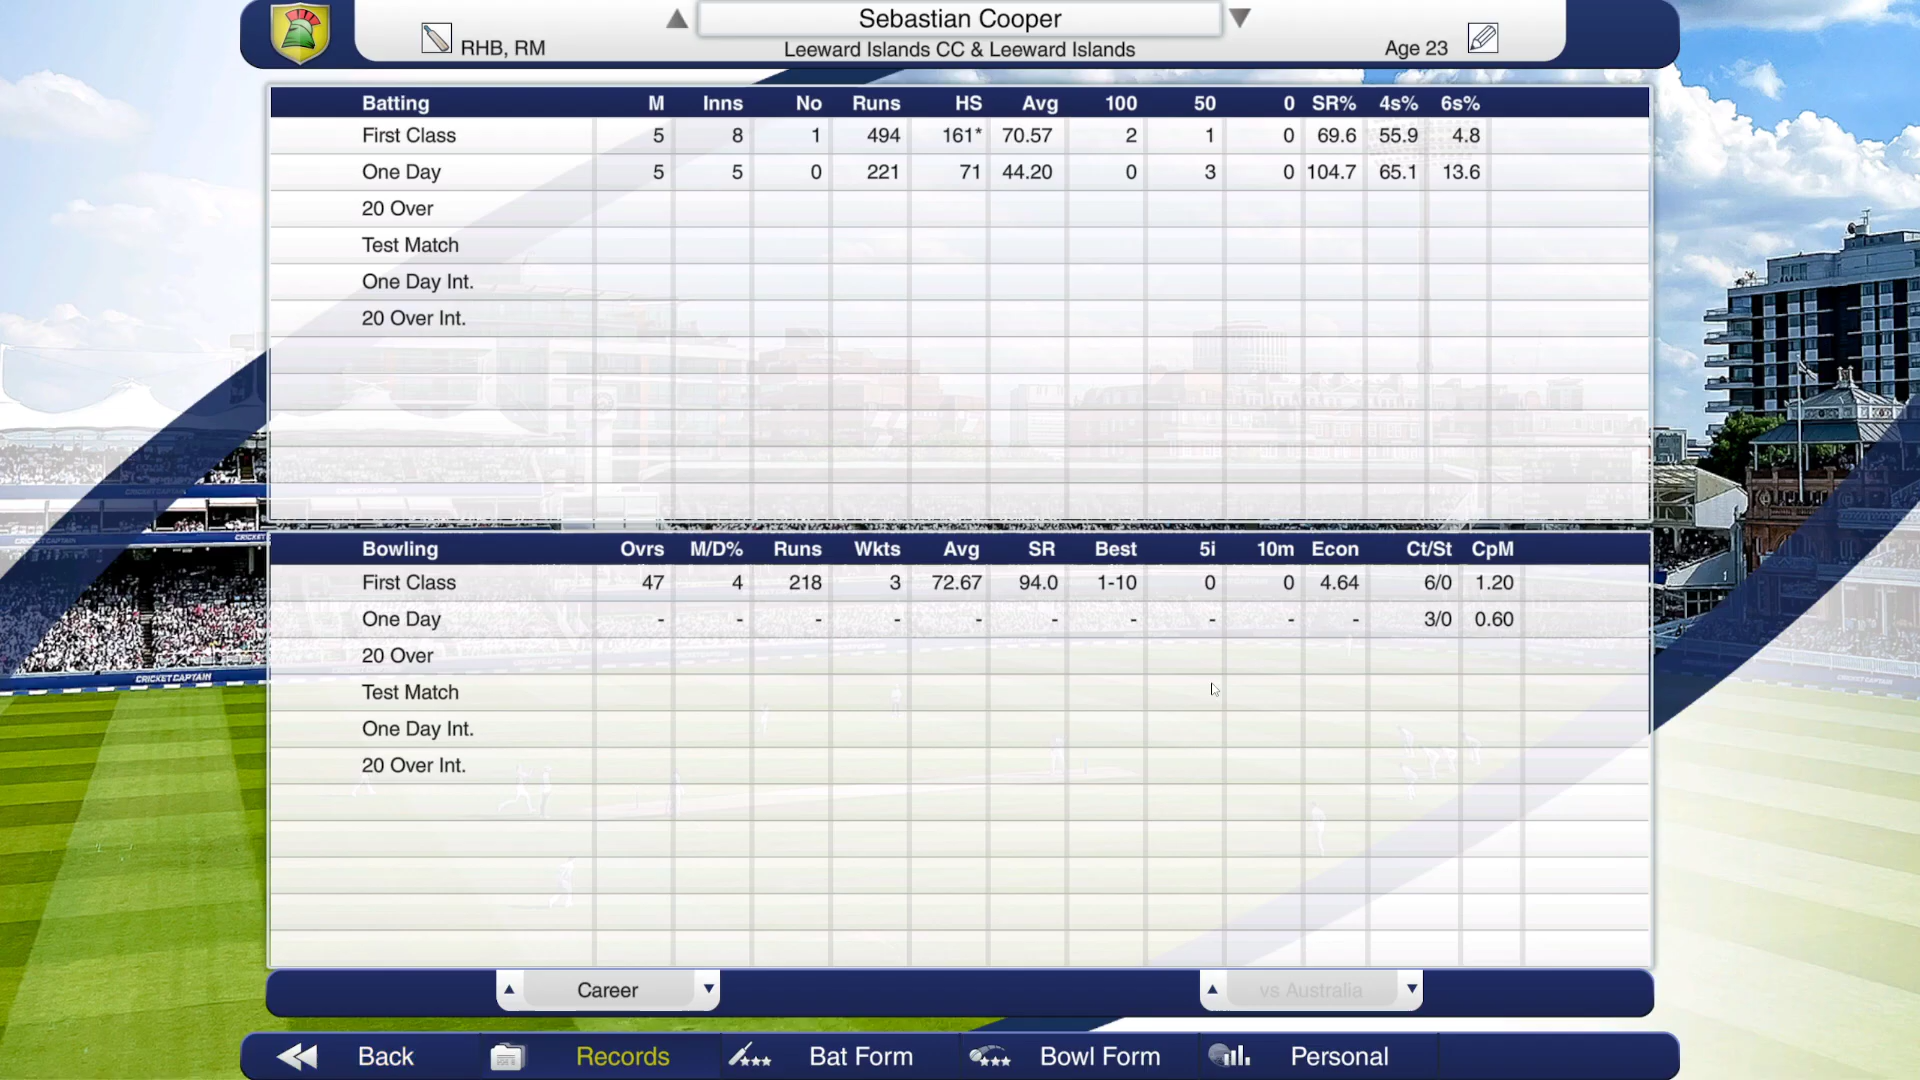 Sebastian Cooper
RHB, RM
Leeward Islands CC & Leeward Islands
Age 23
Batting M Inns No Runs HS Avg 100 50 0 SR% 4s% 6s%
First Class 5 8 1 494 161* 70.57 2 1 0 69.6 55.9 4.8
One Day 5 5 0 221 71 44.20 0 3 0 104.7 65.1 13.6
20 Over
Test Match
One Day Int.
20 Over Int.
Bowling Ovrs M/D% Runs Wkts Avg SR Best 5i 10m Econ Ct/St CpM
First Class 47 4 218 3 72.67 94.0 1-10 0 0 4.64 6/0 1.20
One Day - - - - - - - - - - 3/0 0.60
20 Over
Test Match
One Day Int.
20 Over Int.
CRICKET CAPTAIN
Career
vs Australia
Back Records Bat Form Bowl Form Personal